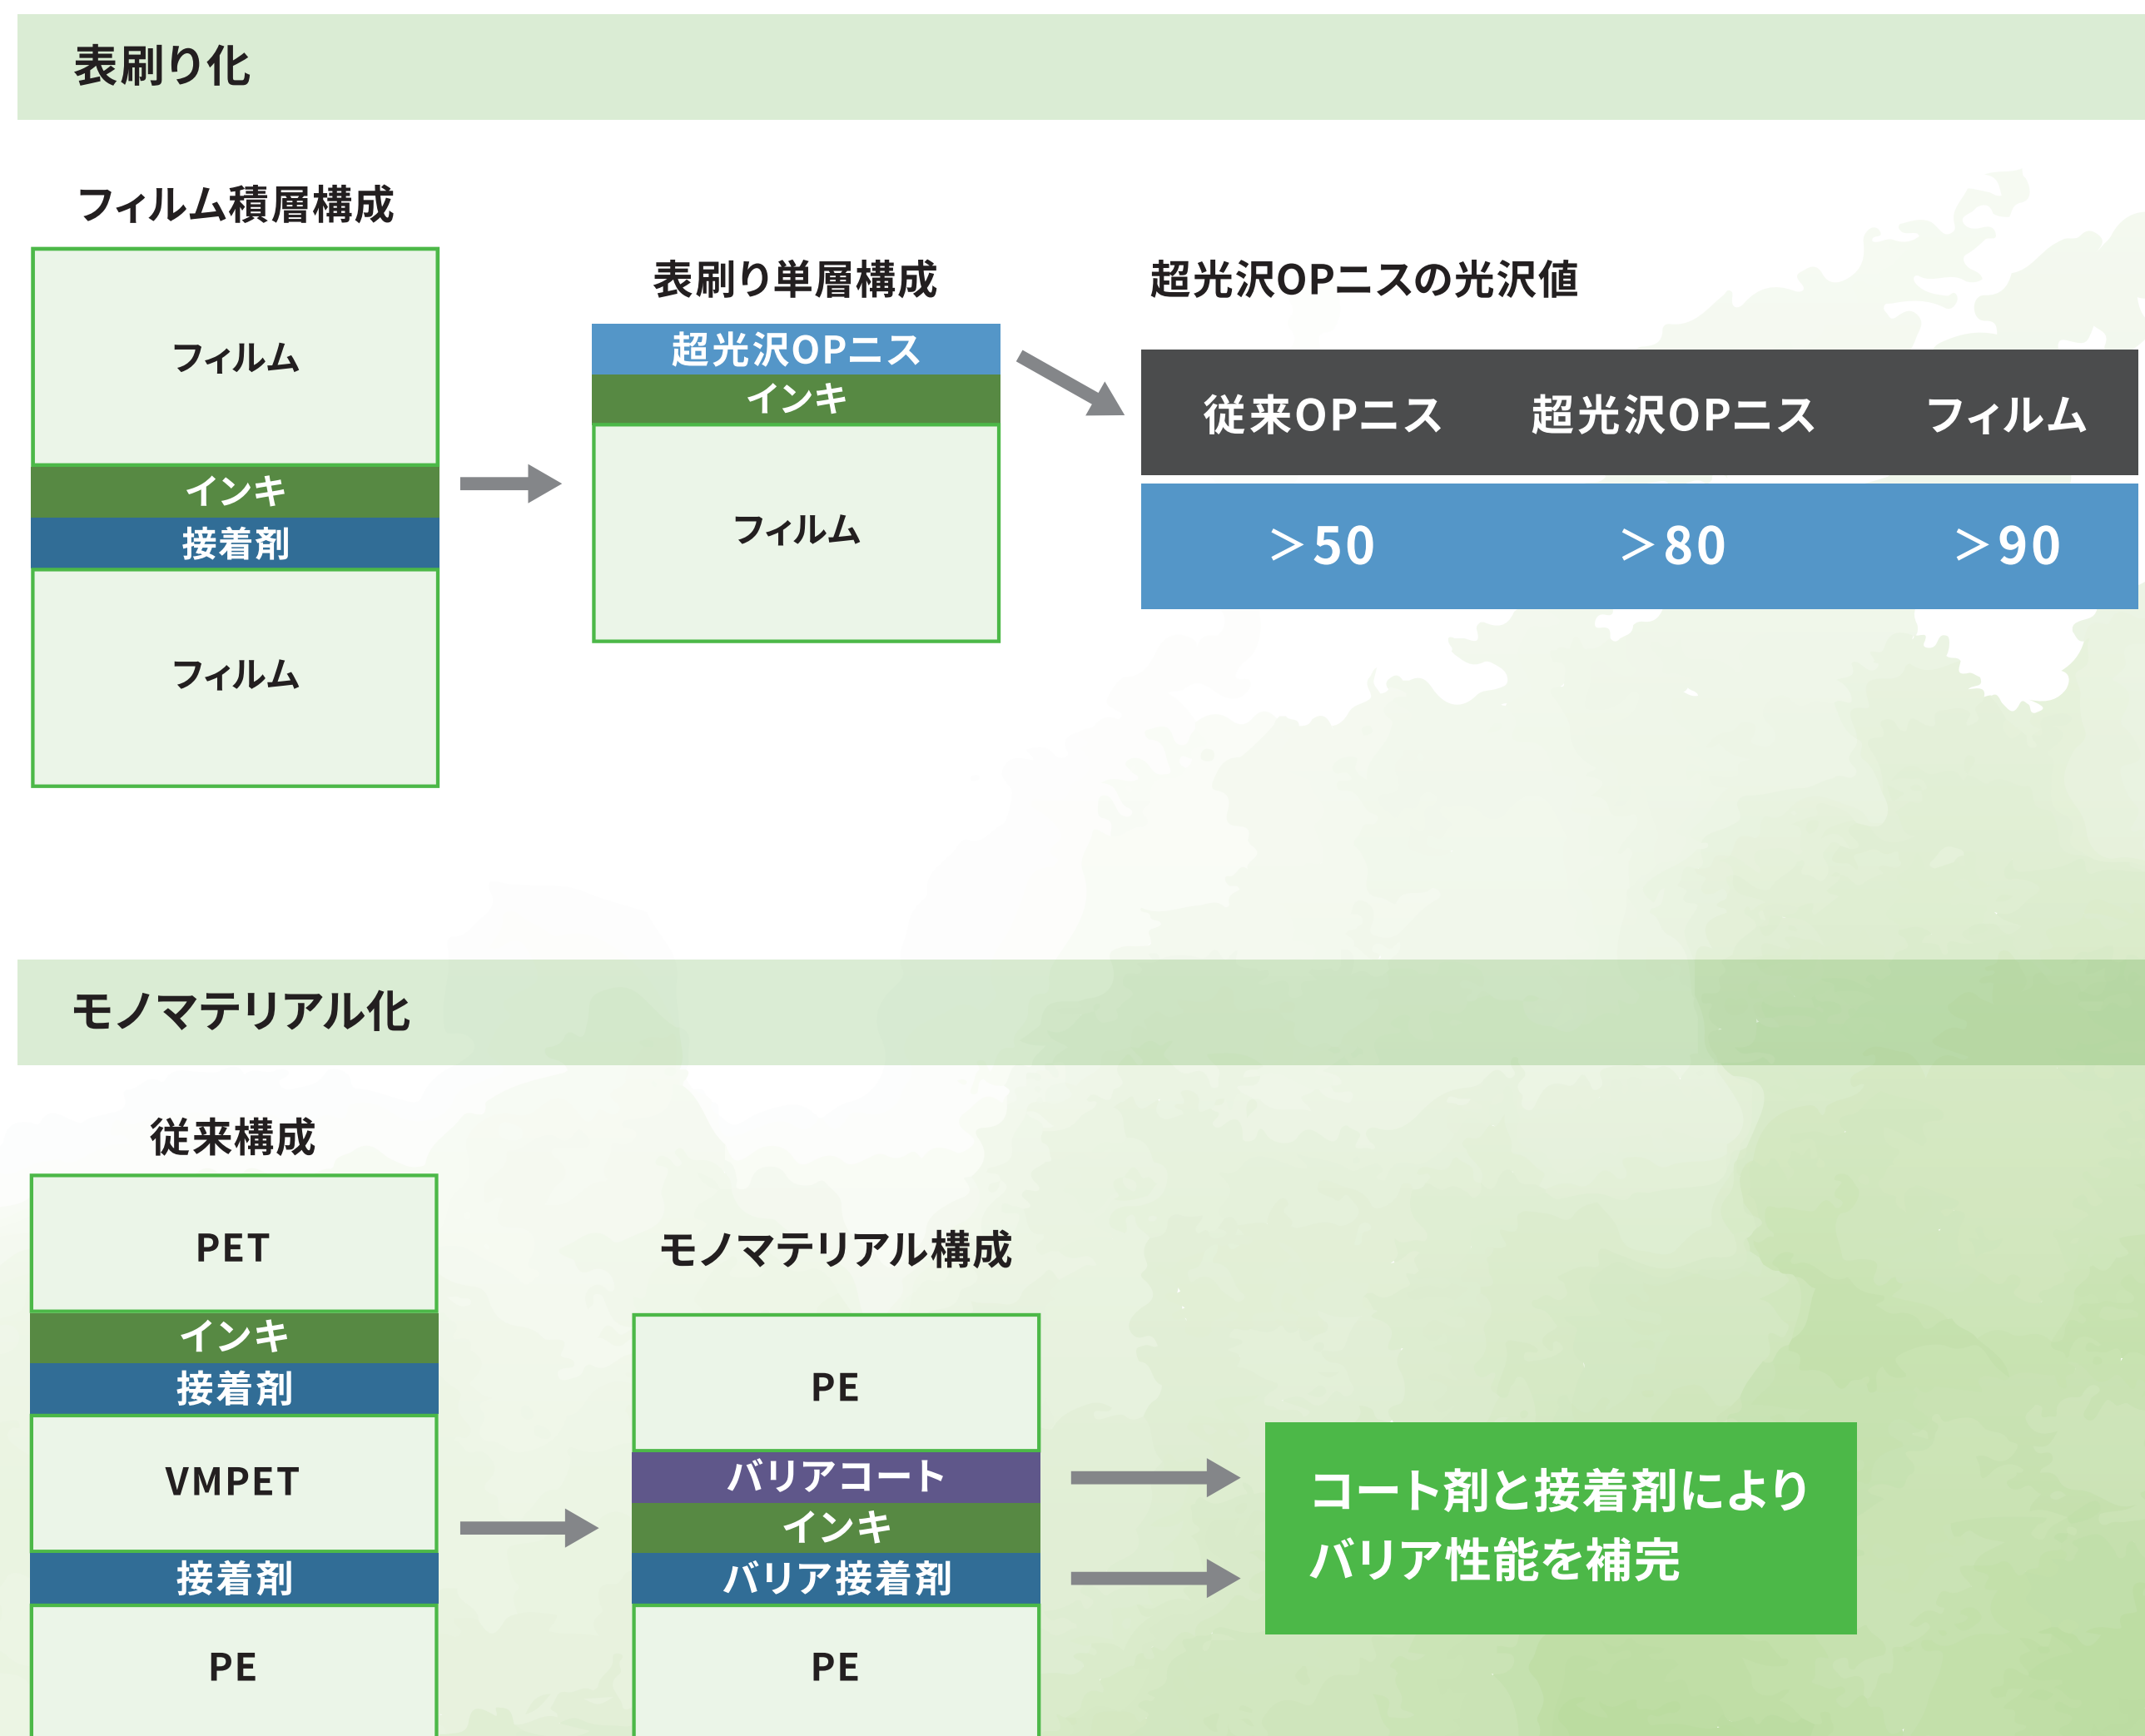 表刷り化
フィルム積層構成
フィルム
インキ
接着剤
フィルム
表刷り単層構成
超光沢OPニス
インキ
フィルム
超光沢OPニスの光沢値
従来OPニス 超光沢OPニス フィルム
＞50 ＞80 ＞90
モノマテリアル化
従来構成
PET
インキ
接着剤
VMPET
接着剤
PE
モノマテリアル構成
PE
バリアコート
インキ
バリア接着剤
PE
コート剤と接着剤により
バリア性能を補完